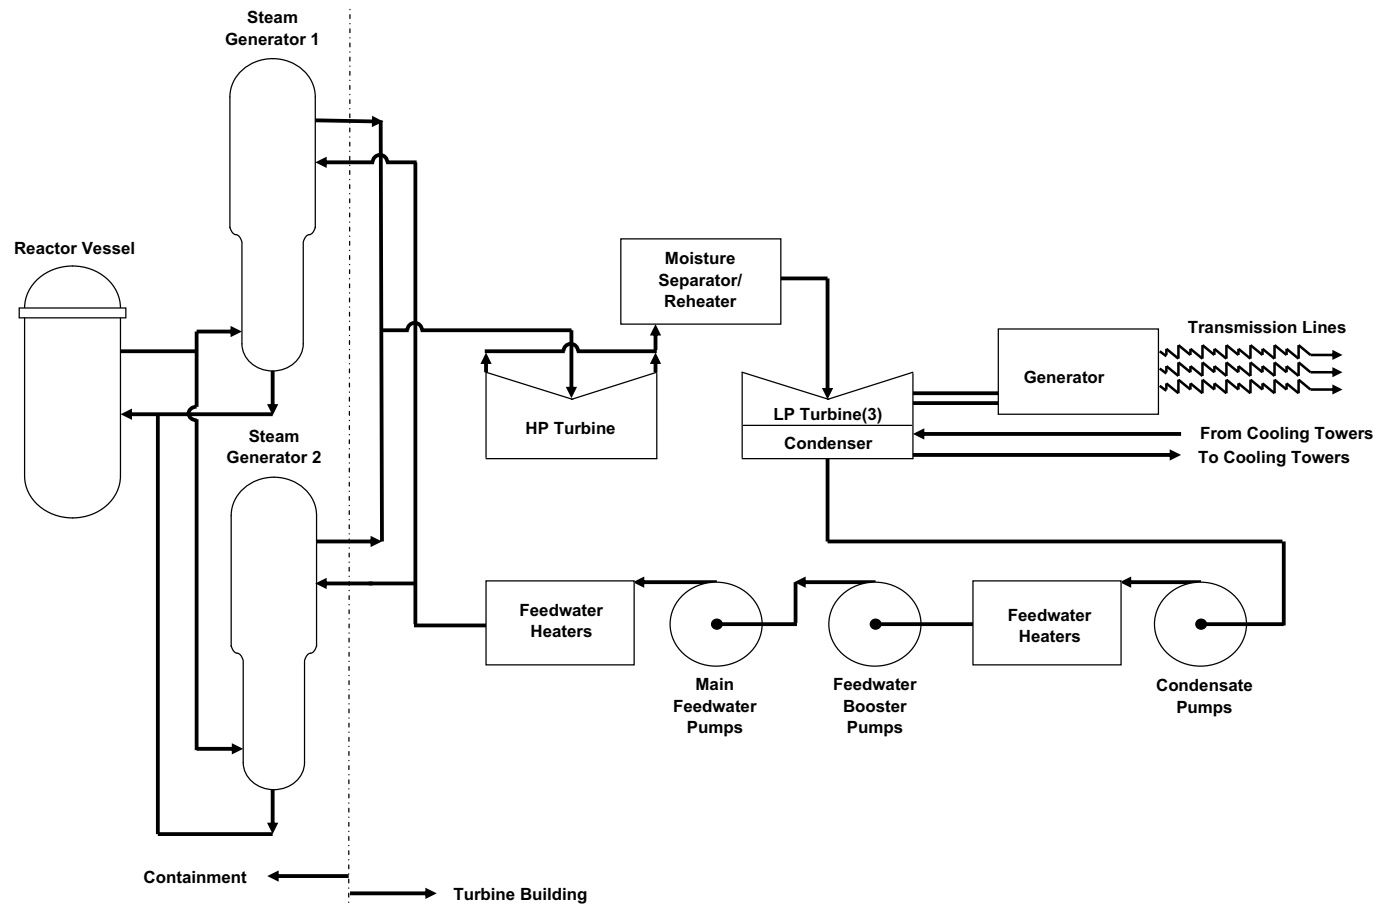 Steam
Generator 1
Reactor Vessel
Moisture
Separator/
Reheater
Transmission Lines
Generator
LP Turbine(3)
HP Turbine
Condenser
From Cooling Towers
To Cooling Towers
Steam
Generator 2
Feedwater
Heaters
Feedwater
Heaters
Main
Feedwater
Pumps
Feedwater
Booster
Pumps
Condensate
Pumps
Containment
Turbine Building